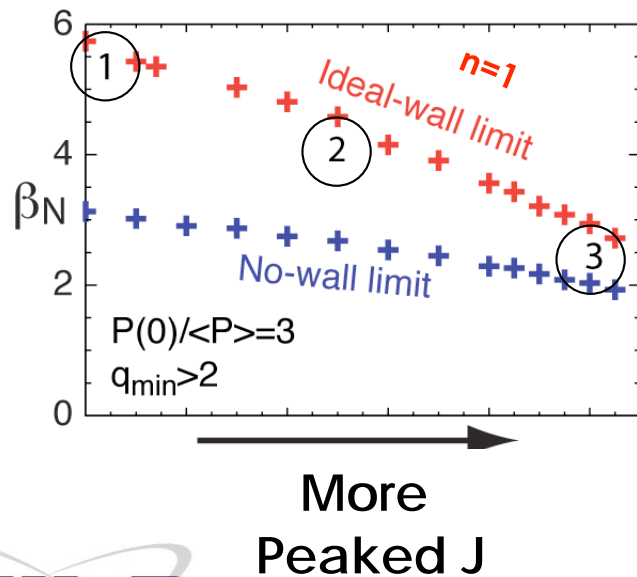 6
1
n=1
Ideal-wall limit
4
2
βN
3
No-wall limit
2
P(0)/<P>=3
qmin>2
0
More
Peaked J